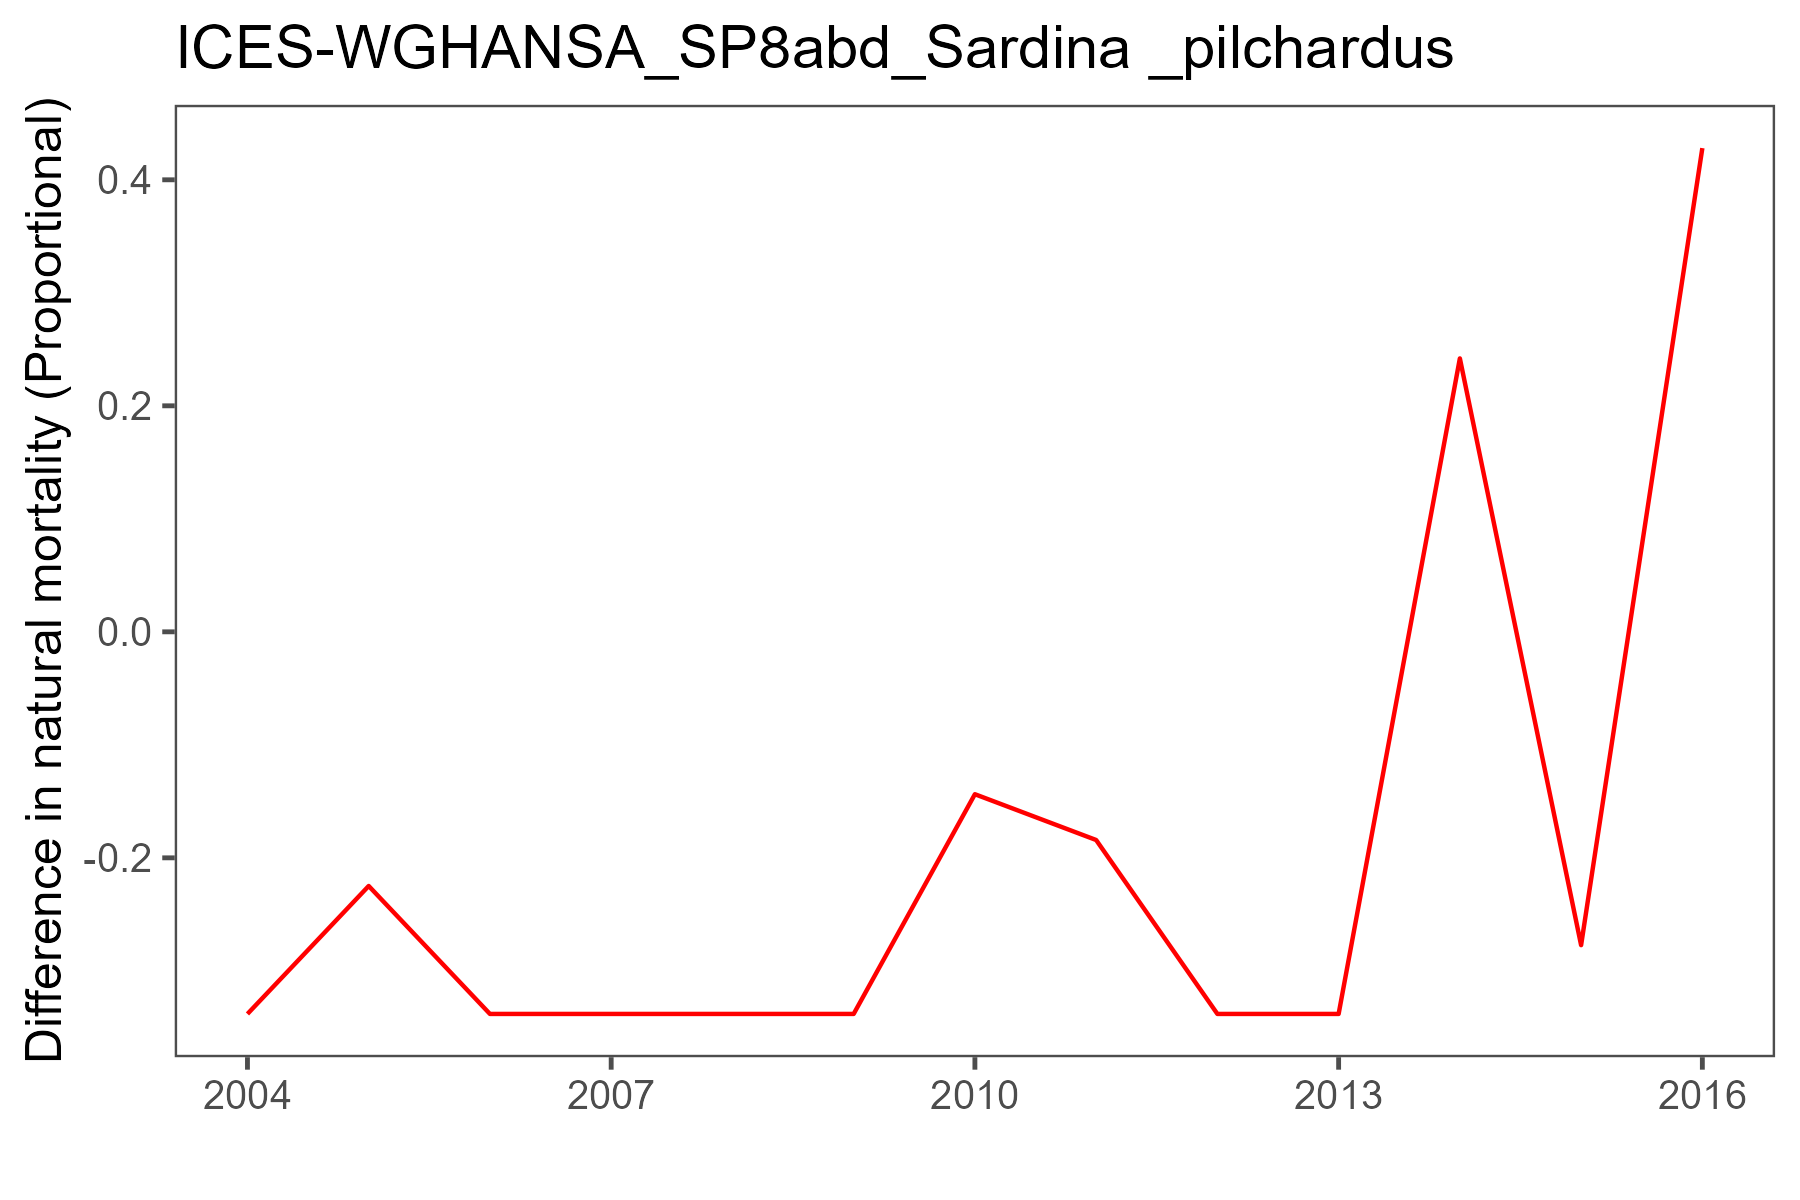 ICES-WGHANSA_SP8abd_Sardina _pilchardus
Difference in natural mortality (Proportional)
0.4
0.2
0.0
-0.2
2004 2007 2010 2013 2016